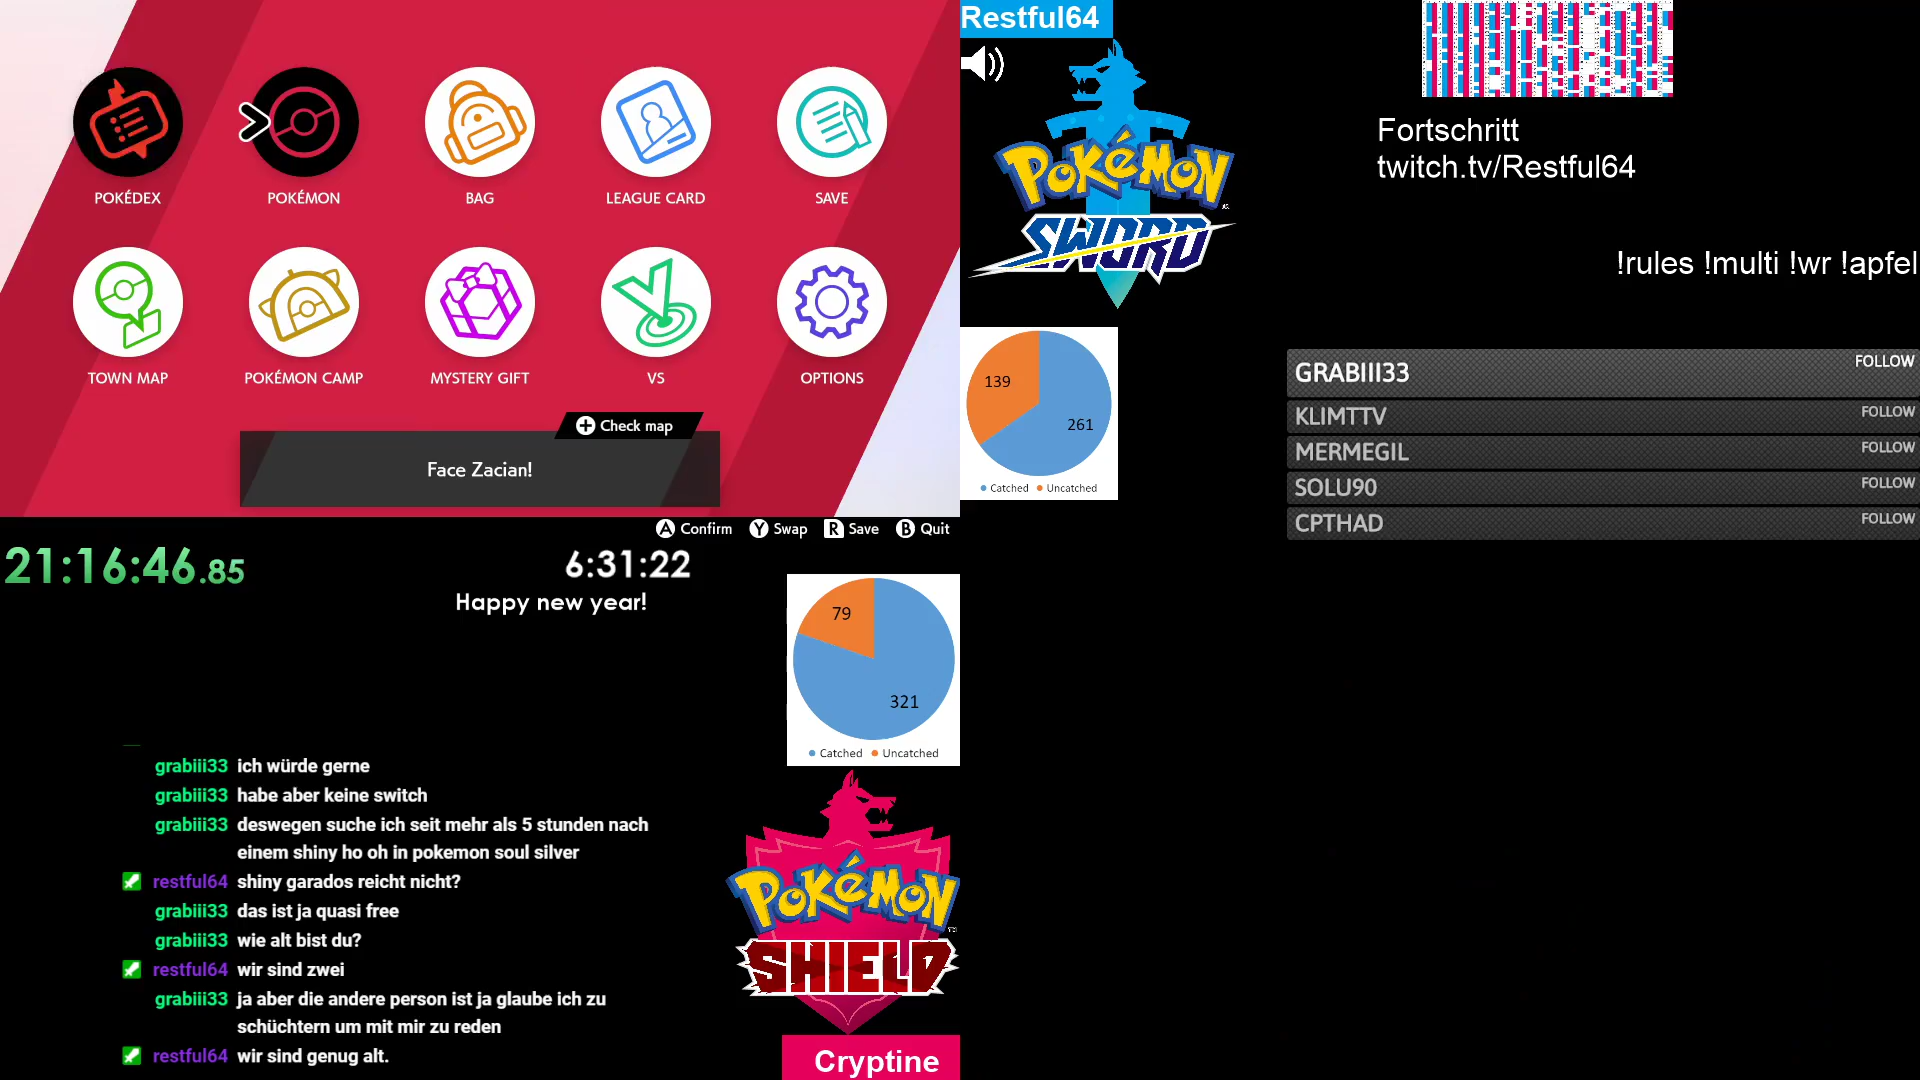 POKÉDEX
POKÉMON
BAG
LEAGUE CARD
SAVE
TOWN MAP
POKÉMON CAMP
MYSTERY GIFT
VS
OPTIONS
+ Check map
Face Zacian!
A Confirm Y Swap R Save B Quit
21:16:46.85
6:31:22
Happy new year!
79
321
Catched Uncatched
grabiii33 ich würde gerne
grabiii33 habe aber keine switch
grabiii33 deswegen suche ich seit mehr als 5 stunden nach
einem shiny ho oh in pokemon soul silver
restful64 shiny garados reicht nicht?
grabiii33 das ist ja quasi free
grabiii33 wie alt bist du?
restful64 wir sind zwei
grabiii33 ja aber die andere person ist ja glaube ich zu
schüchtern um mit mir zu reden
restful64 wir sind genug alt.
POKéMON
SHIELD
Cryptine
Restful64
POKéMON
SWORD
139
261
Catched Uncatched
Fortschritt
twitch.tv/Restful64
!rules !multi !wr !apfel
GRABIII33 FOLLOW
KLIMTTV FOLLOW
MERMEGIL FOLLOW
SOLU90 FOLLOW
CPTHAD FOLLOW